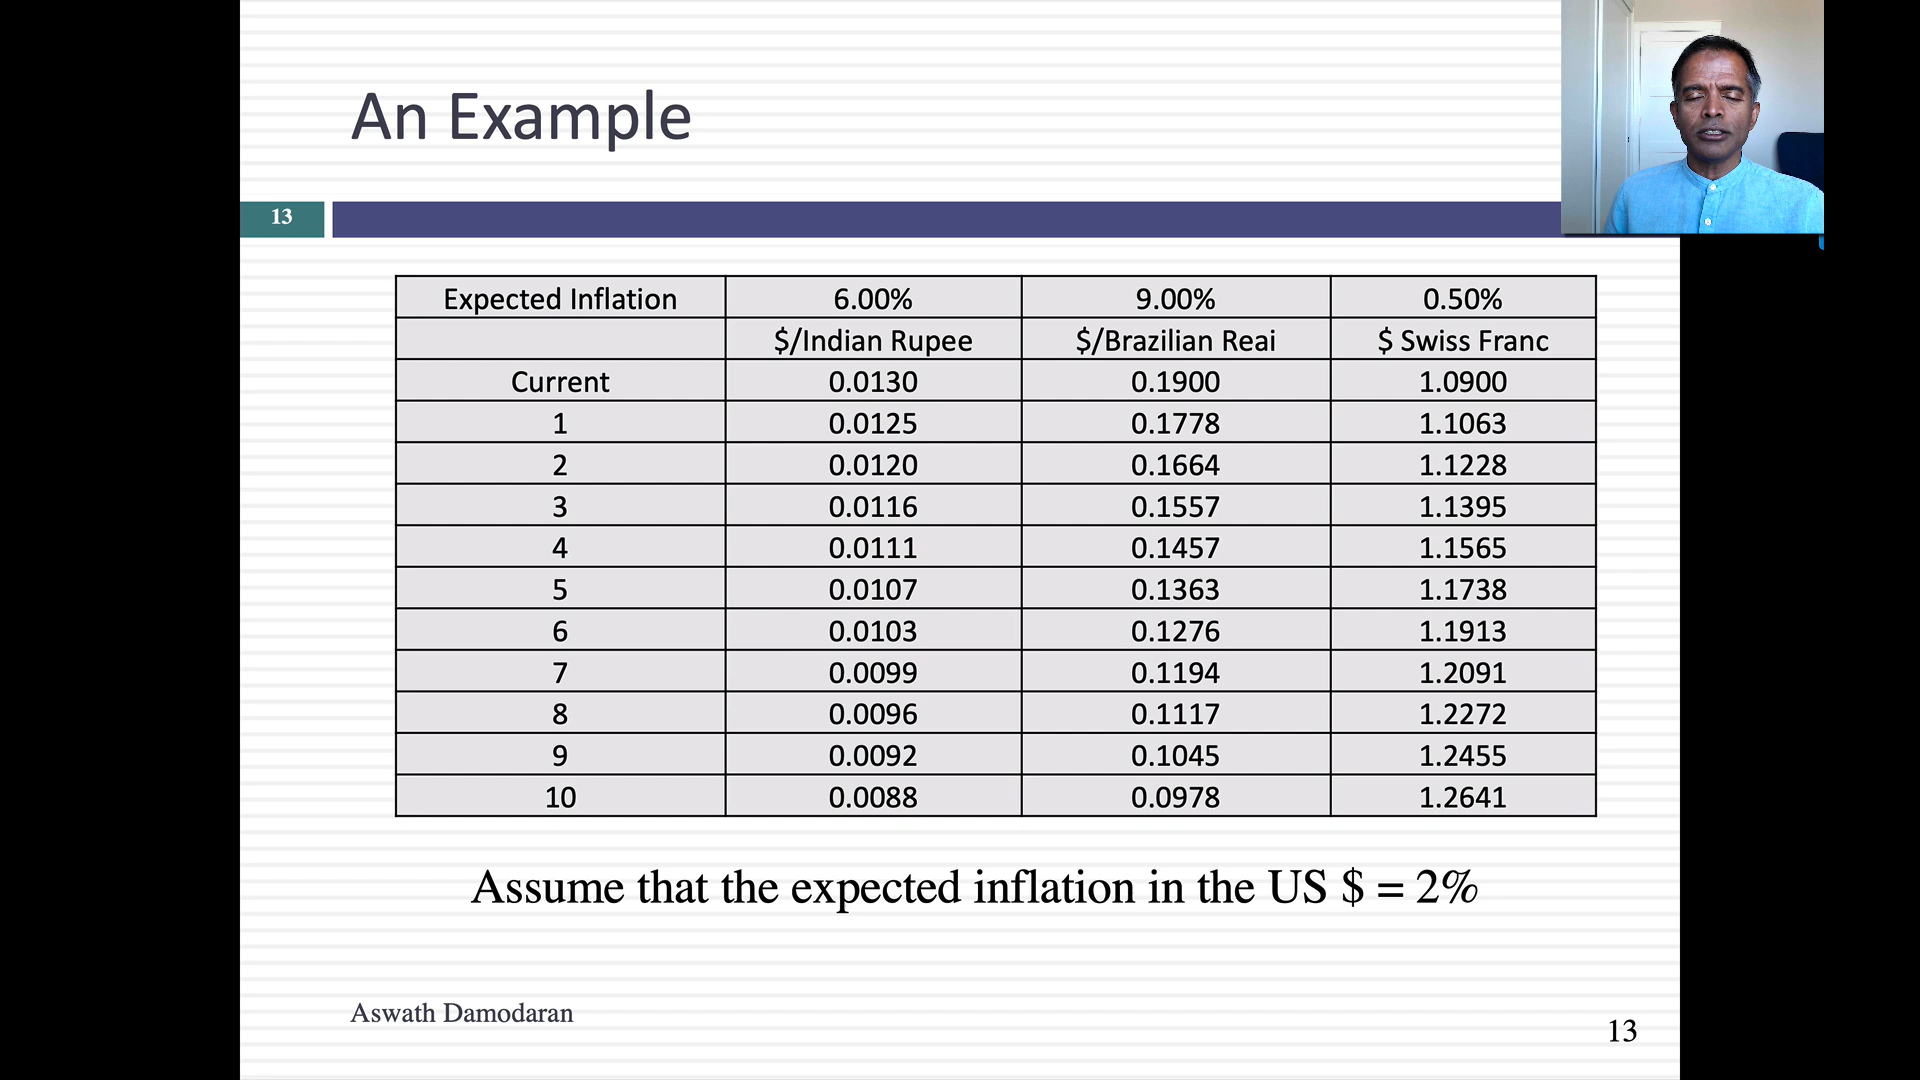 An Example
13
Expected Inflation 6.00% 9.00% 0.50%
$/Indian Rupee $/Brazilian Reai $ Swiss Franc
Current 0.0130 0.1900 1.0900
1 0.0125 0.1778 1.1063
2 0.0120 0.1664 1.1228
3 0.0116 0.1557 1.1395
4 0.0111 0.1457 1.1565
5 0.0107 0.1363 1.1738
6 0.0103 0.1276 1.1913
7 0.0099 0.1194 1.2091
8 0.0096 0.1117 1.2272
9 0.0092 0.1045 1.2455
10 0.0088 0.0978 1.2641
Assume that the expected inflation in the US $ = 2%
Aswath Damodaran
13